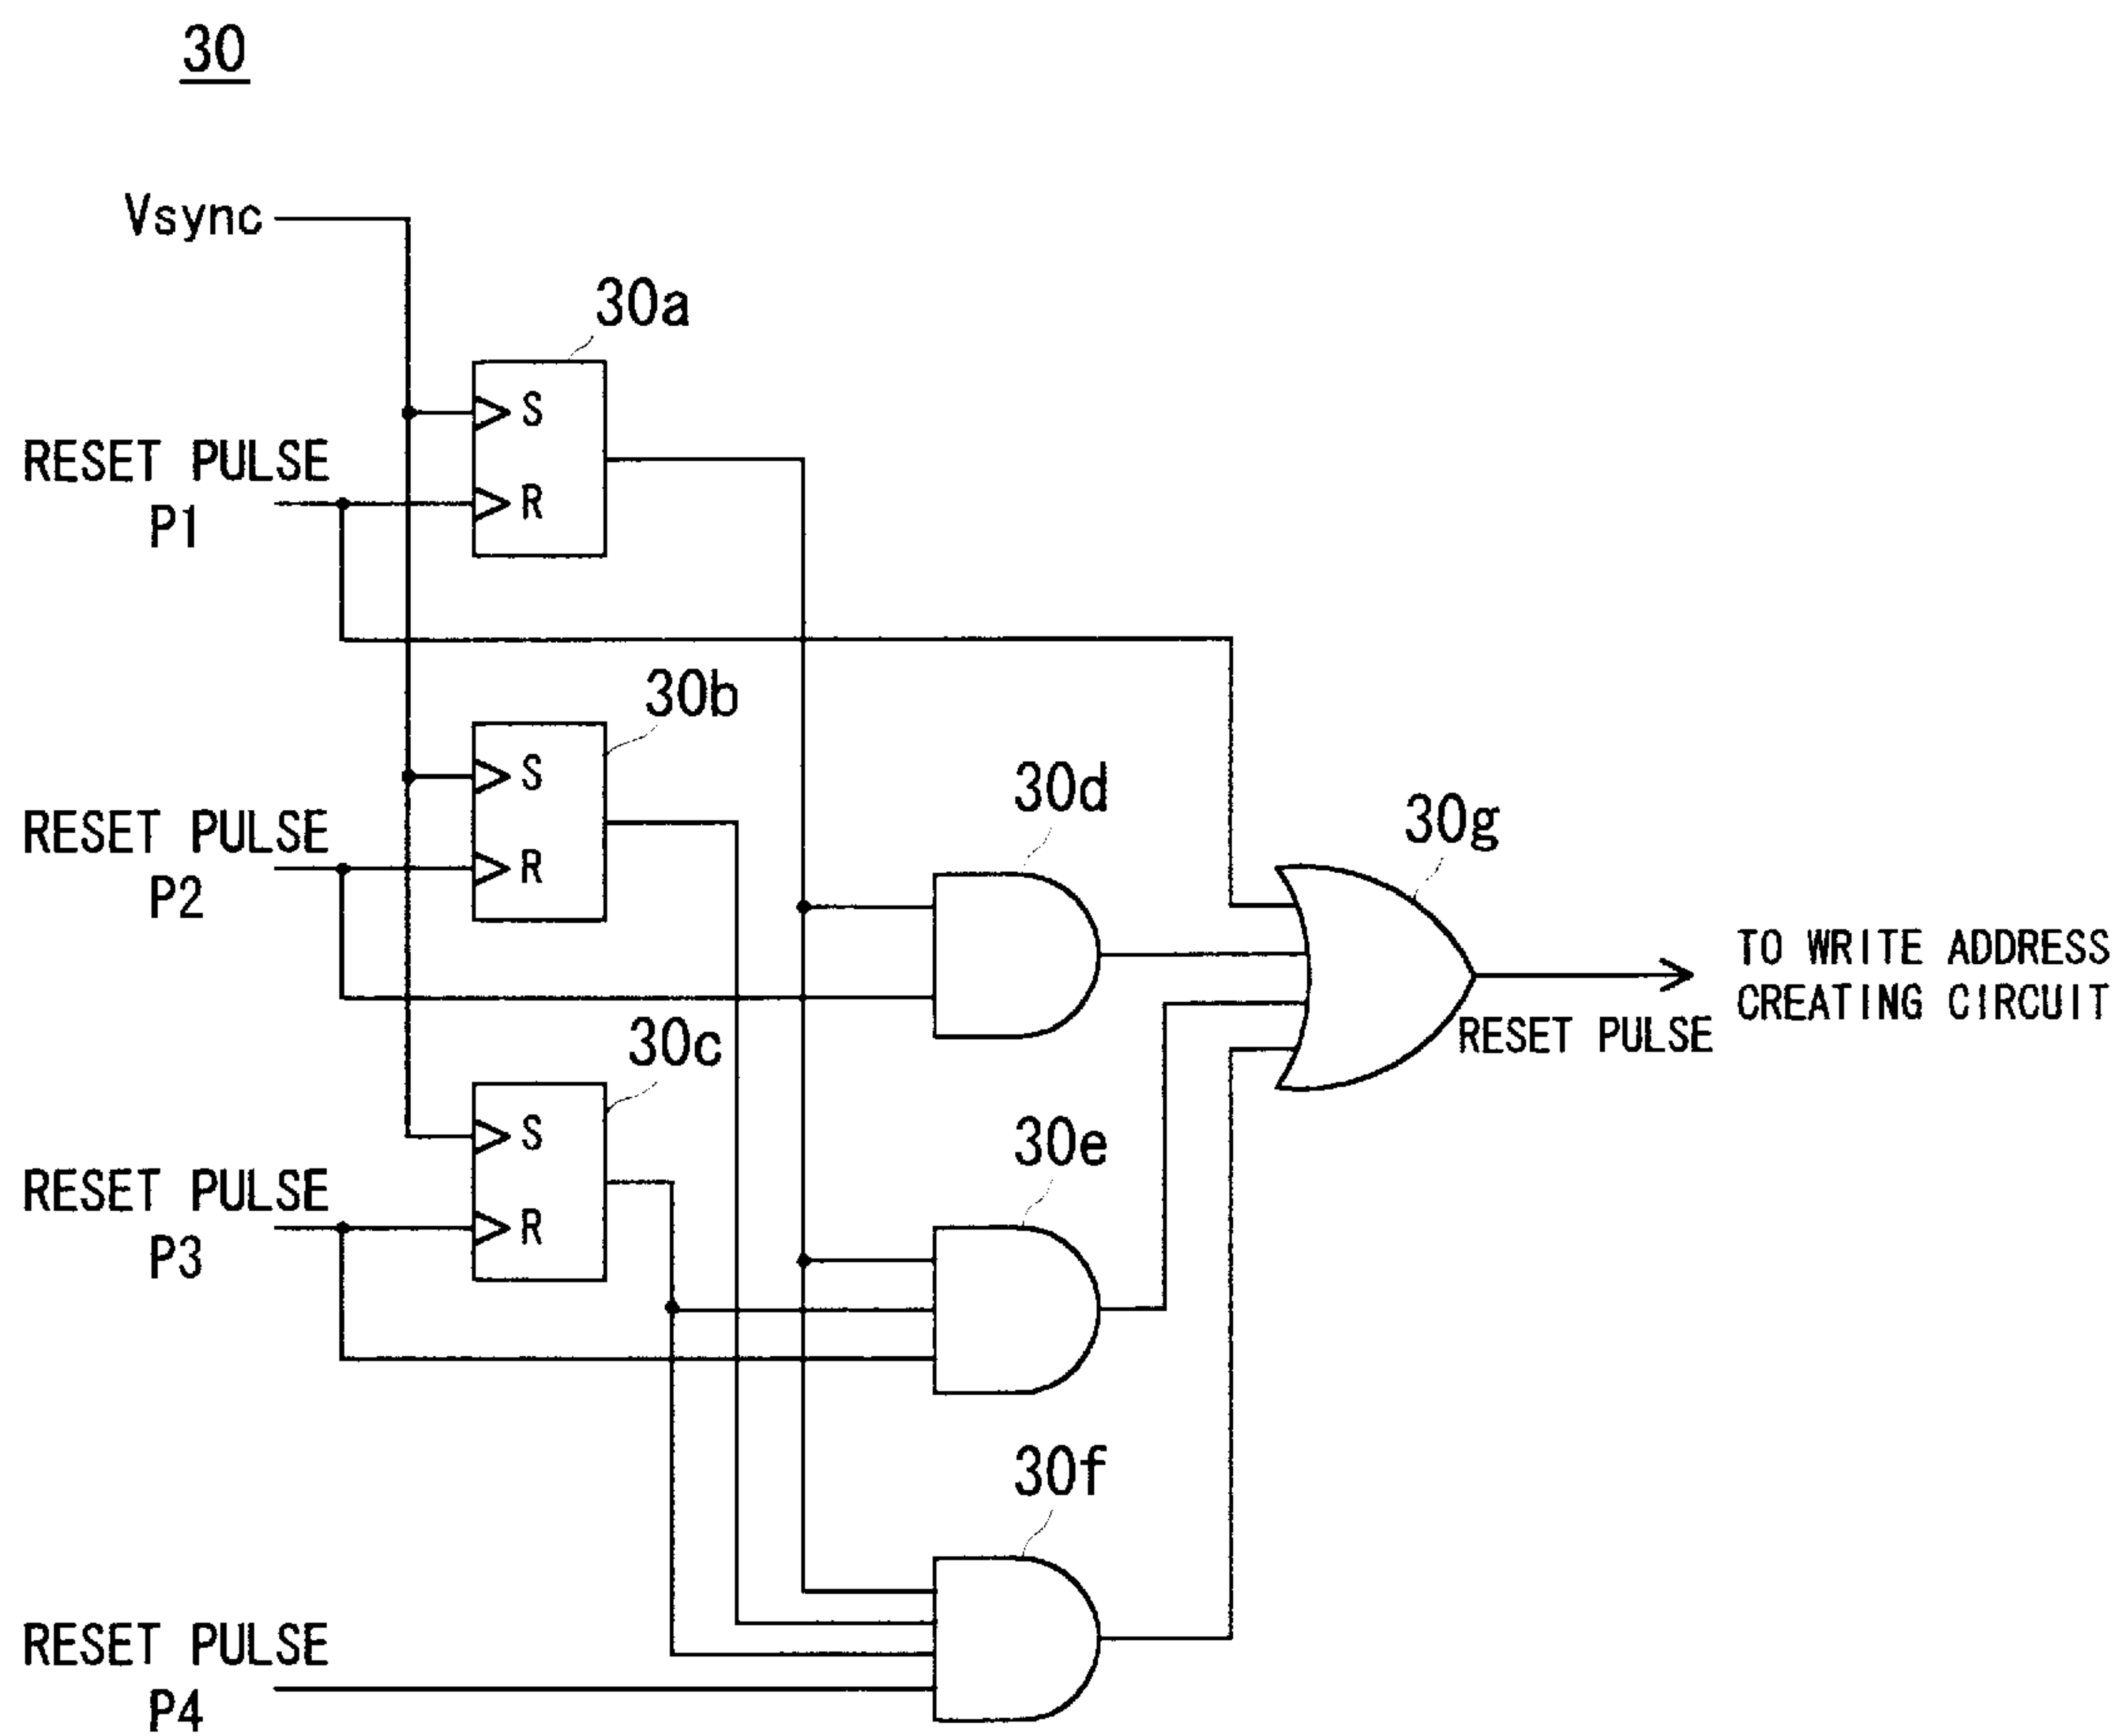 30
Vsync
30a
S
RESET PULSE
P1
R
30b
S
30d
30g
RESET PULSE
P2
R
TO WRITE ADDRESS
CREATING CIRCUIT
RESET PULSE
30c
S
30e
RESET PULSE
P3
R
30f
RESET PULSE
P4